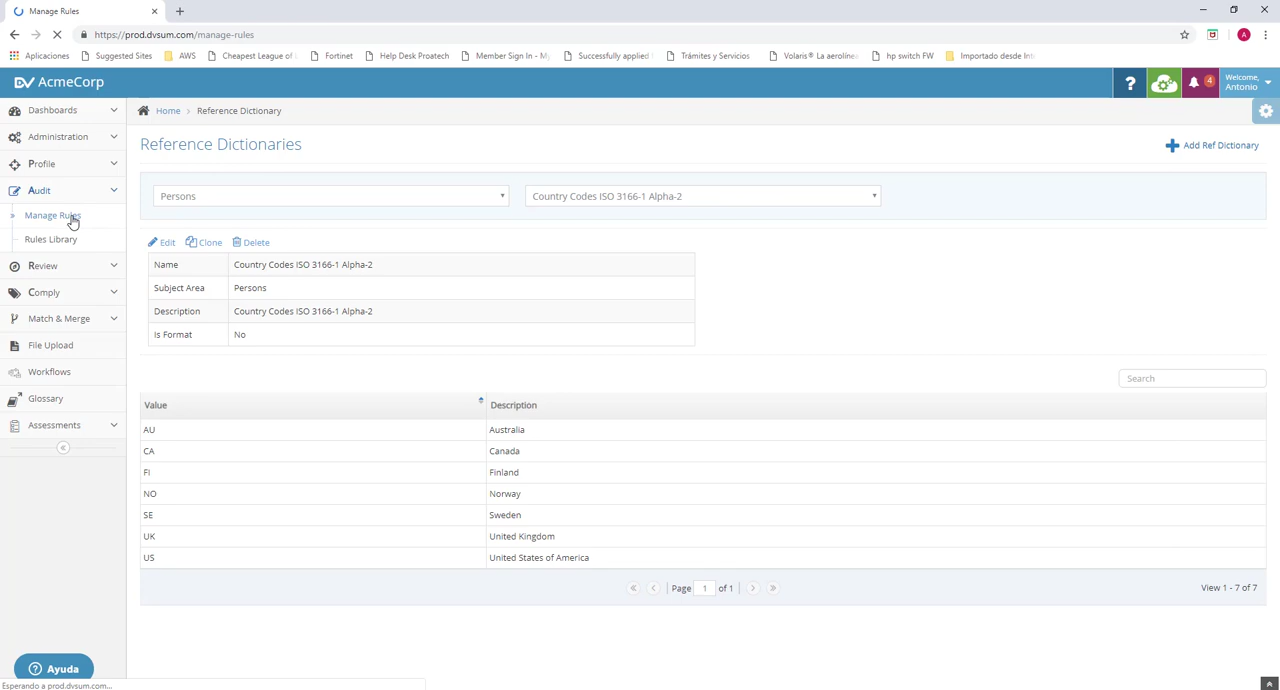 Manage Rules
https://prod.dvsum.com/manage-rules
Aplicaciones Suggested Sites AWS Cheapest League of L Fortinet Help Desk Proatech Member Sign In - My Successfully applied Trámites y Servicios Volaris® La aerolíne hp switch FW Importado desde Int
DV AcmeCorp ? 4 Welcome, Antonio
Dashboards
Administration
Profile
Audit
Manage Rules
Rules Library
Review
Comply
Match & Merge
File Upload
Workflows
Glossary
Assessments
Home > Reference Dictionary
Reference Dictionaries
Add Ref Dictionary
Persons Country Codes ISO 3166-1 Alpha-2
Edit Clone Delete
Name Country Codes ISO 3166-1 Alpha-2
Subject Area Persons
Description Country Codes ISO 3166-1 Alpha-2
Is Format No
Search
Value Description
AU Australia
CA Canada
FI Finland
NO Norway
SE Sweden
UK United Kingdom
US United States of America
Page 1 of 1 View 1 - 7 of 7
? Ayuda
Esperando a prod.dvsum.com...